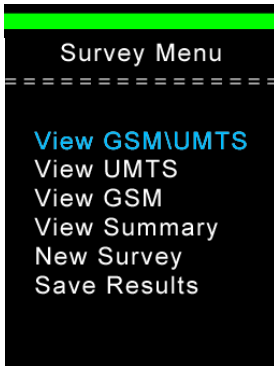 Survey Menu
==================
View GSM\UMTS
View UMTS
View GSM
View Summary
New Survey
Save Results